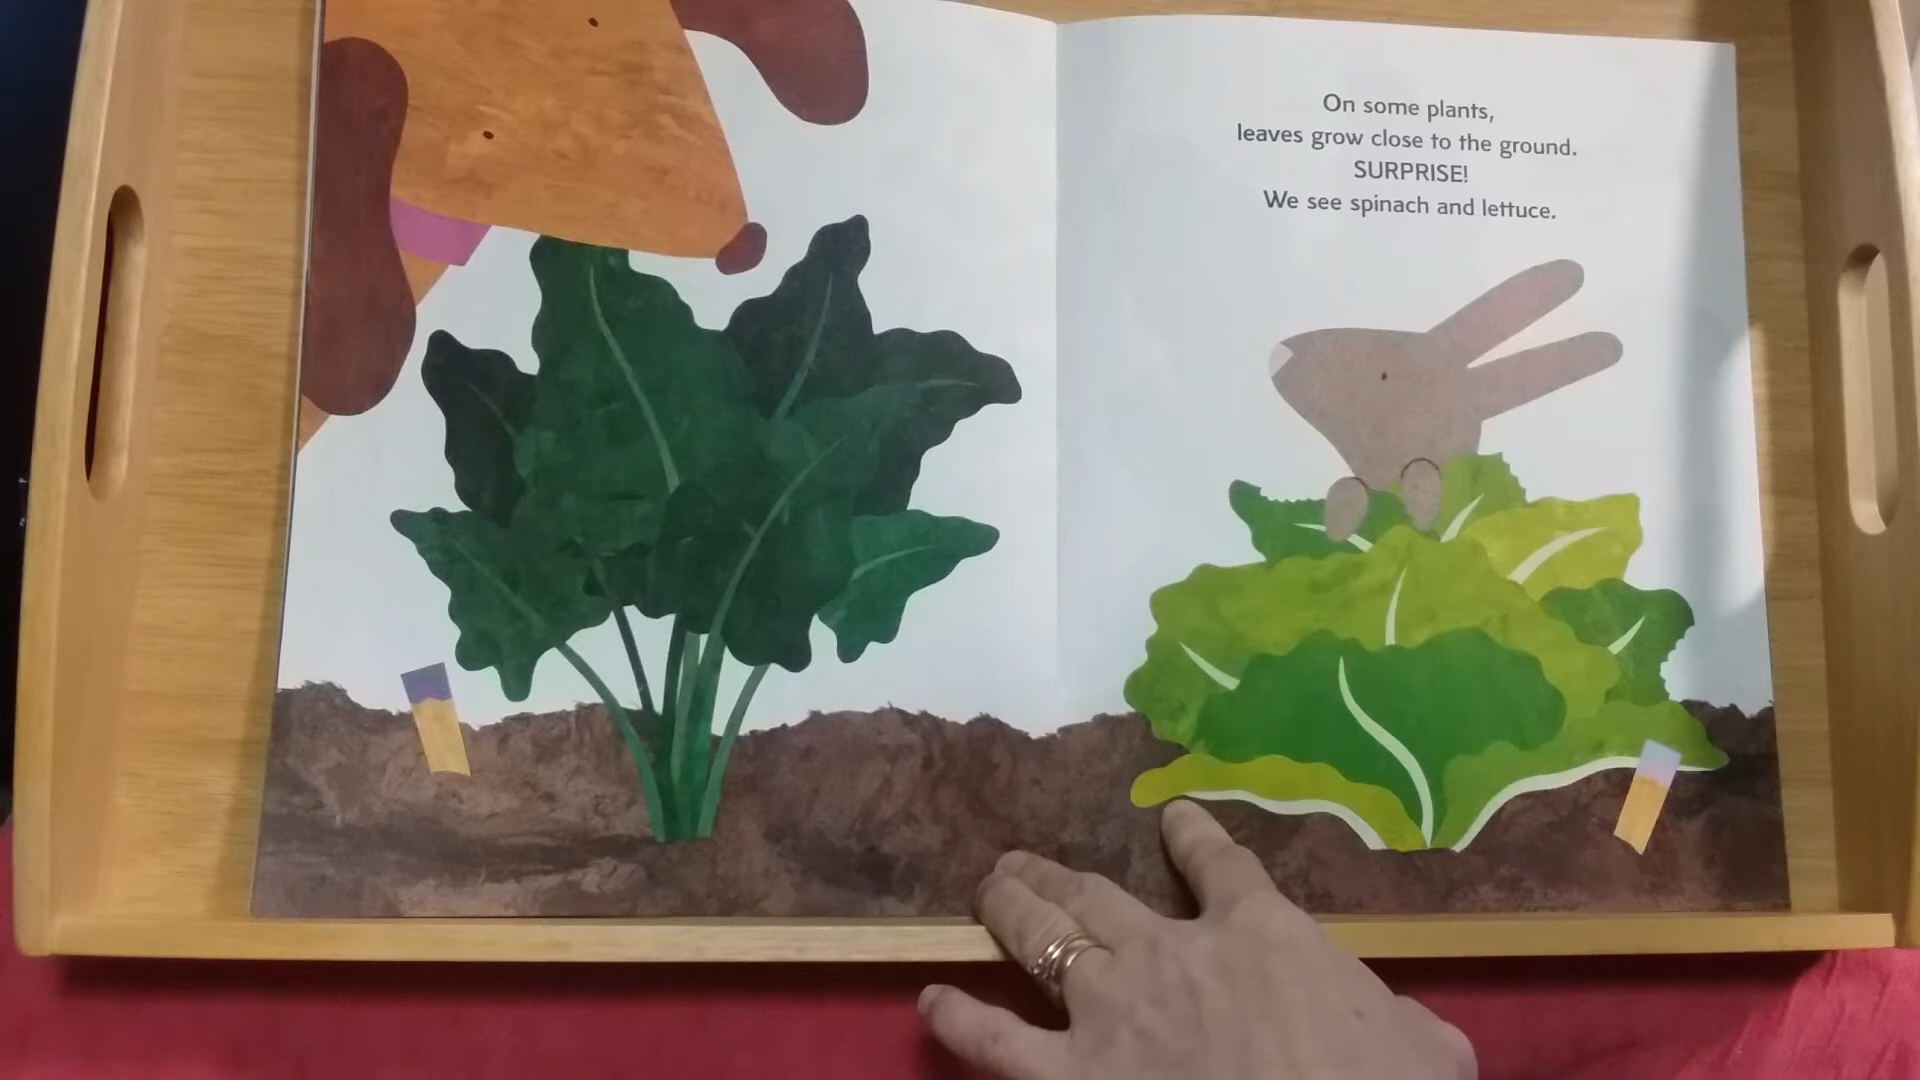 On some plants,
leaves grow close to the ground.
SURPRISE!
We see spinach and lettuce.